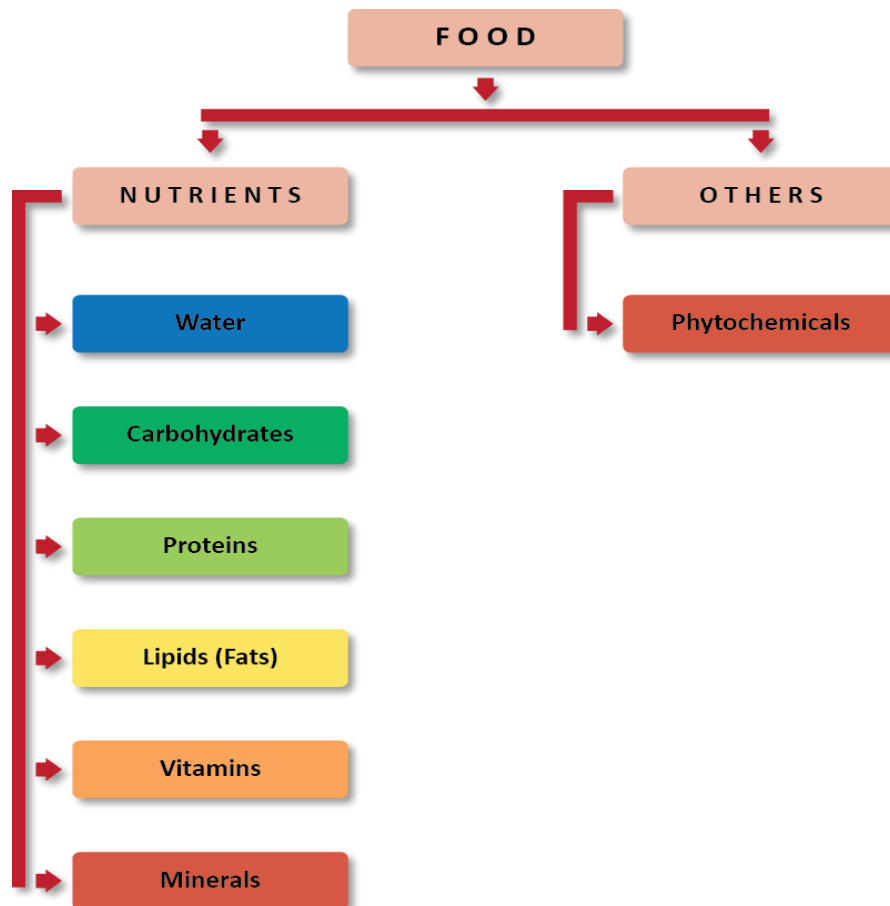 FOOD
NUTRIENTS
OTHERS
Water
Phytochemicals
Carbohydrates
Proteins
Lipids (Fats)
Vitamins
Minerals